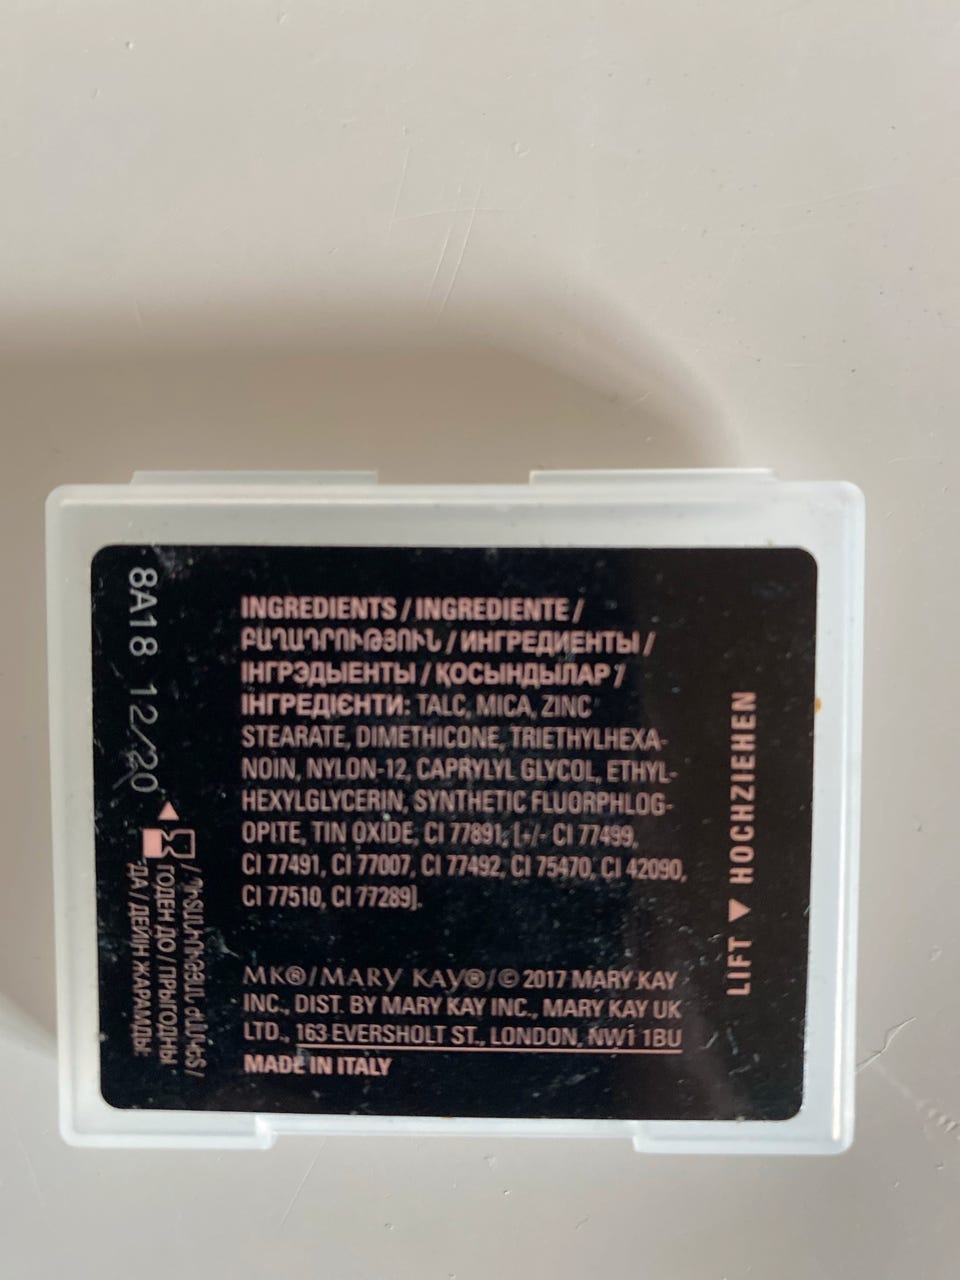 INGREDIENTS / INGREDIENTE /
ԲԱՂԱԴՐՈՒԹՅՈՒՆ / ИНГРЕДИЕНТЫ /
ІНГРЭДЫЕНТЫ / ҚОСЫНДЫЛАР /
ІНГРЕДІЄНТИ: TALC, MICA, ZINC
STEARATE, DIMETHICONE, TRIETHYLHEXA-
NOIN, NYLON-12, CAPRYLYL GLYCOL, ETHYL-
HEXYLGLYCERIN, SYNTHETIC FLUORPHLOG-
OPITE, TIN OXIDE, CI 77891, [+/- CI 77499,
CI 77491, CI 77007, CI 77492, CI 75470, CI 42090,
CI 77510, CI 77289].
MK®/MARY KAY®/© 2017 MARY KAY
INC., DIST. BY MARY KAY INC., MARY KAY UK
LTD., 163 EVERSHOLT ST., LONDON, NW1 1BU
MADE IN ITALY
8A18 12/20
/ ՊԻՏԱՆԻՈՒԹՅԱՆ ԺԱՄԿԵՏ /
ГОДЕН ДО / ПРЫГОДНЫ
ДА / ДЕЙІН ЖАРАМДЫ:
LIFT ▼ HOCHZIEHEN